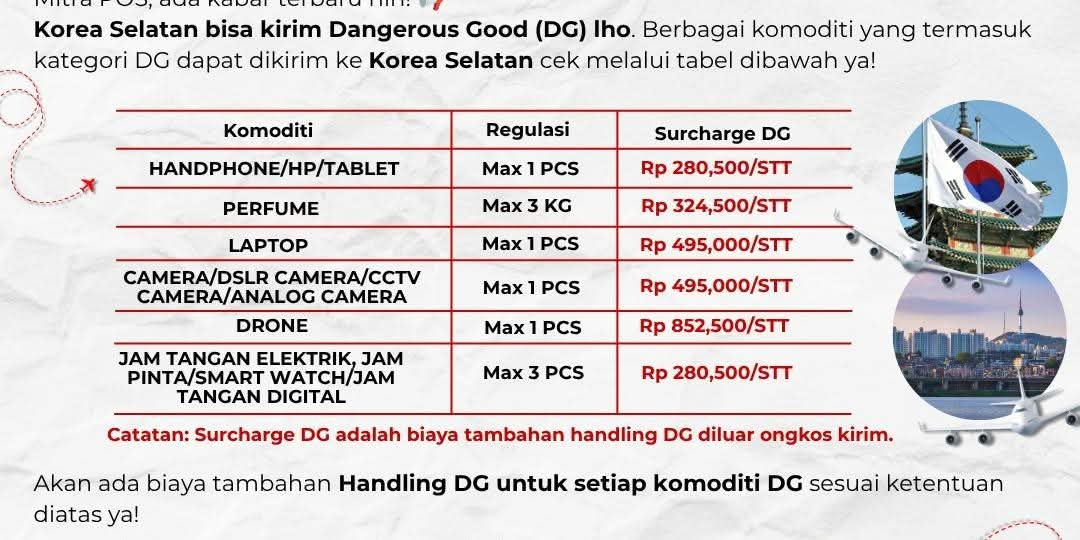 Mitra POS, ada kabar terbaru nih!
Korea Selatan bisa kirim Dangerous Good (DG) lho. Berbagai komoditi yang termasuk
kategori DG dapat dikirim ke Korea Selatan cek melalui tabel dibawah ya!
Komoditi Regulasi Surcharge DG
HANDPHONE/HP/TABLET Max 1 PCS Rp 280,500/STT
PERFUME Max 3 KG Rp 324,500/STT
LAPTOP Max 1 PCS Rp 495,000/STT
CAMERA/DSLR CAMERA/CCTV
CAMERA/ANALOG CAMERA Max 1 PCS Rp 495,000/STT
DRONE Max 1 PCS Rp 852,500/STT
JAM TANGAN ELEKTRIK, JAM
PINTA/SMART WATCH/JAM Max 3 PCS Rp 280,500/STT
TANGAN DIGITAL
Catatan: Surcharge DG adalah biaya tambahan handling DG diluar ongkos kirim.
Akan ada biaya tambahan Handling DG untuk setiap komoditi DG sesuai ketentuan
diatas ya!